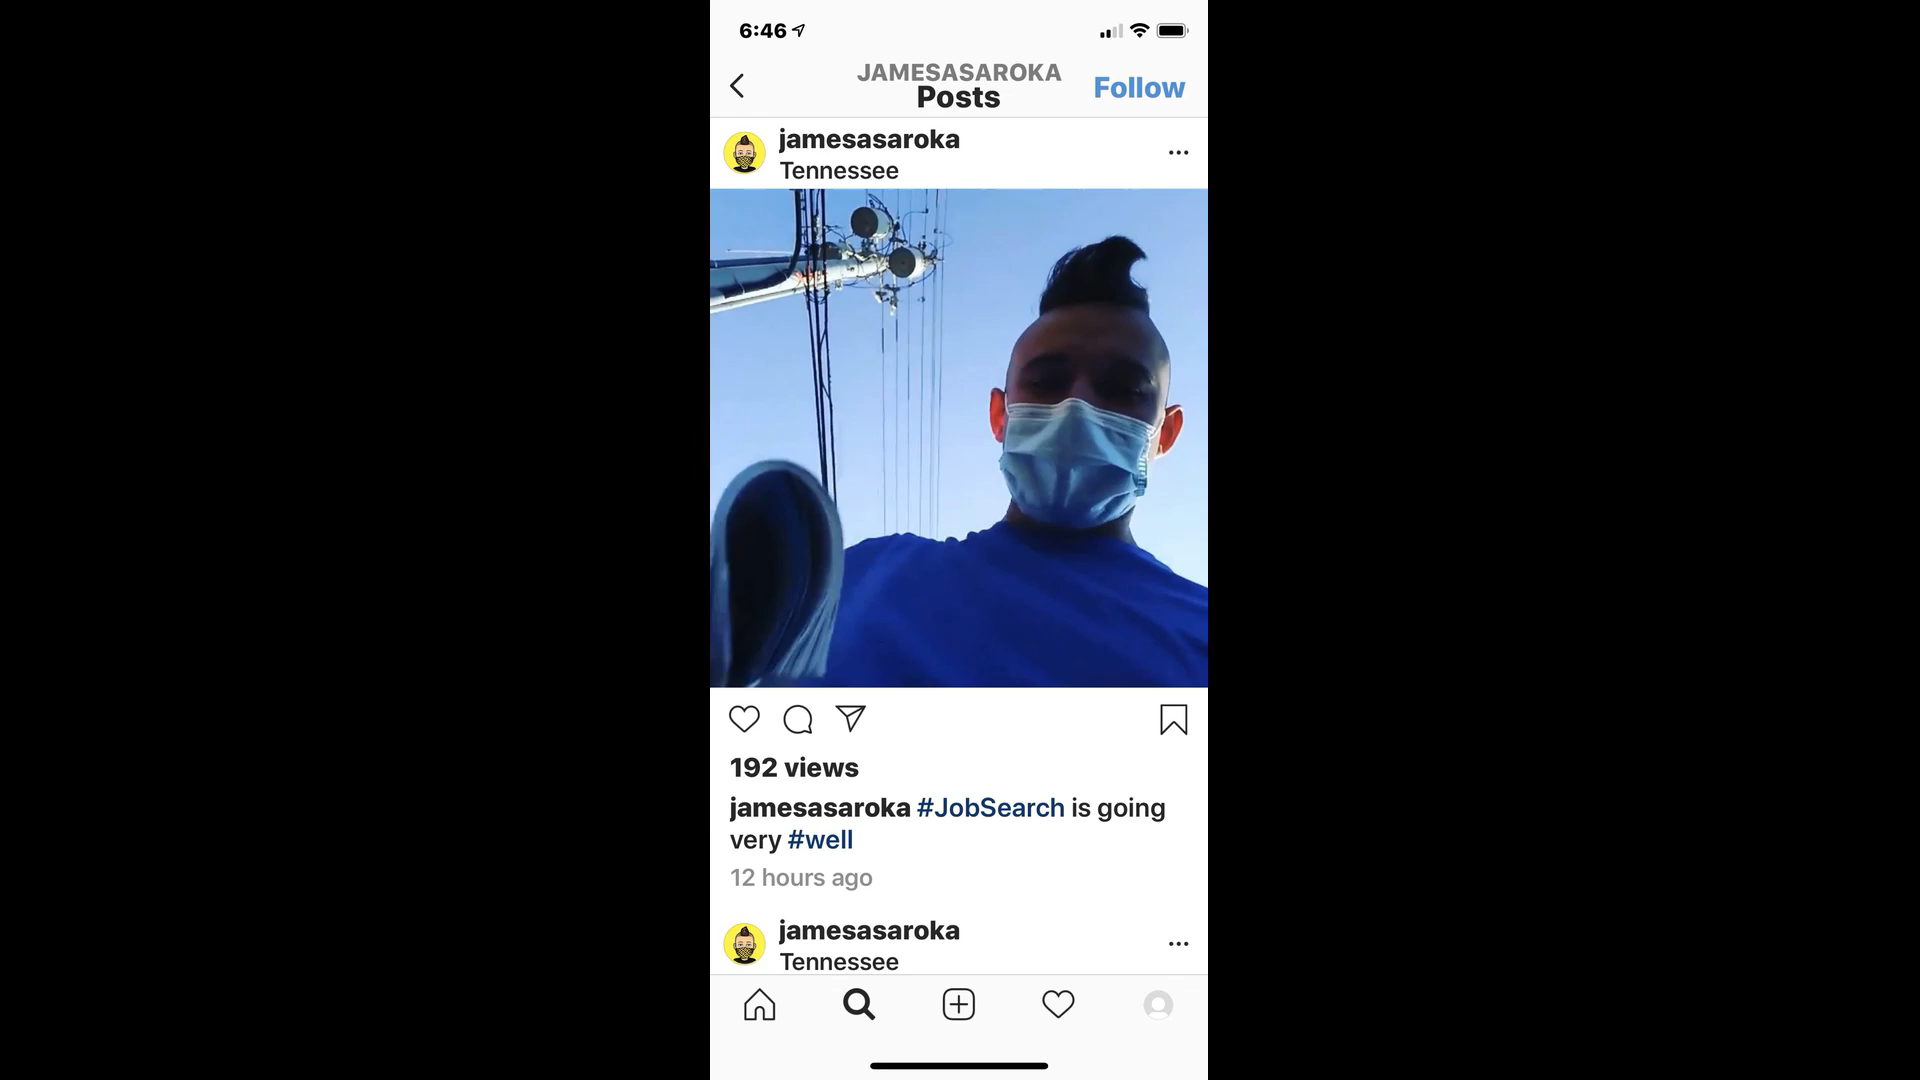 6:46
JAMESASAROKA
Posts
Follow
jamesasaroka
Tennessee
192 views
jamesasaroka #JobSearch is going
very #well
12 hours ago
jamesasaroka
Tennessee